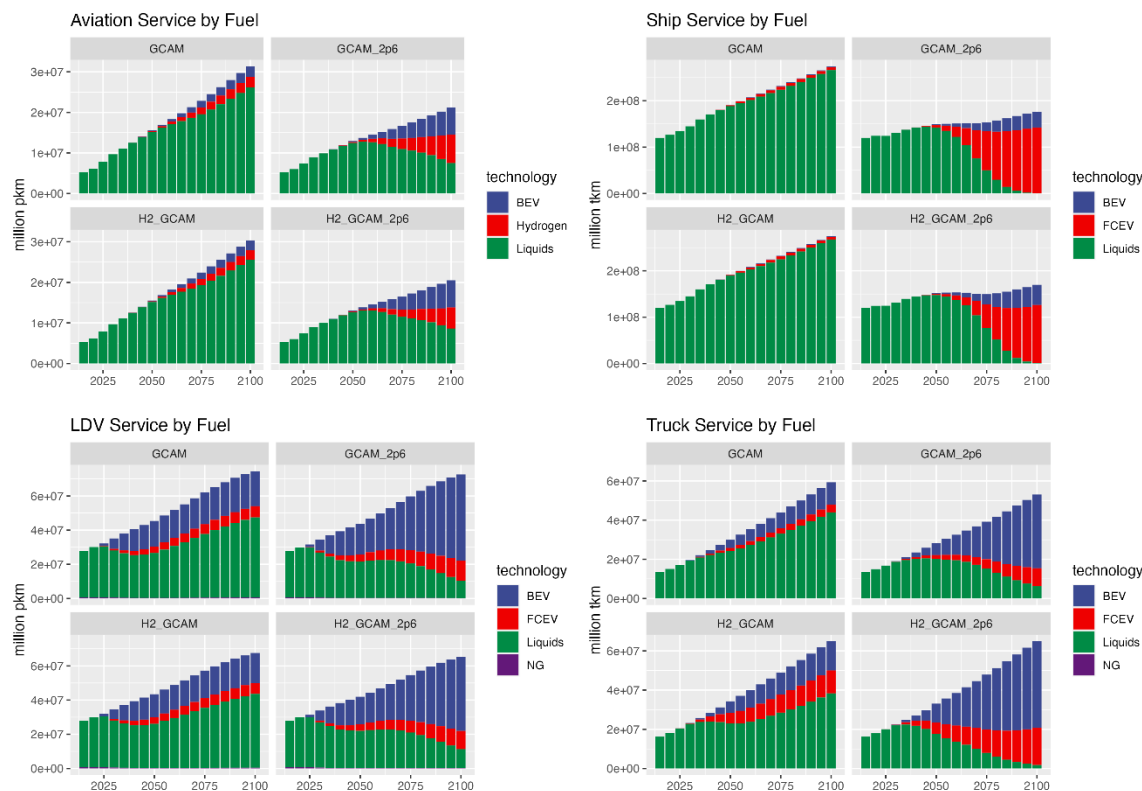 Aviation Service by Fuel
GCAM
GCAM_2p6
3e+07
2e+07
1e+07
0e+00
H2_GCAM
H2_GCAM_2p6
3e+07
2e+07
1e+07
0e+00
2025
2050
2075
2100
2025
2050
2075
2100
million pkm
technology
BEV
Hydrogen
Liquids
Ship Service by Fuel
GCAM
GCAM_2p6
2e+08
1e+08
0e+00
H2_GCAM
H2_GCAM_2p6
2e+08
1e+08
0e+00
2025
2050
2075
2100
2025
2050
2075
2100
million tkm
technology
BEV
FCEV
Liquids
LDV Service by Fuel
GCAM
GCAM_2p6
6e+07
4e+07
2e+07
0e+00
H2_GCAM
H2_GCAM_2p6
6e+07
4e+07
2e+07
0e+00
2025
2050
2075
2100
2025
2050
2075
2100
million pkm
technology
BEV
FCEV
Liquids
NG
Truck Service by Fuel
GCAM
GCAM_2p6
6e+07
4e+07
2e+07
0e+00
H2_GCAM
H2_GCAM_2p6
6e+07
4e+07
2e+07
0e+00
2025
2050
2075
2100
2025
2050
2075
2100
million tkm
technology
BEV
FCEV
Liquids
NG